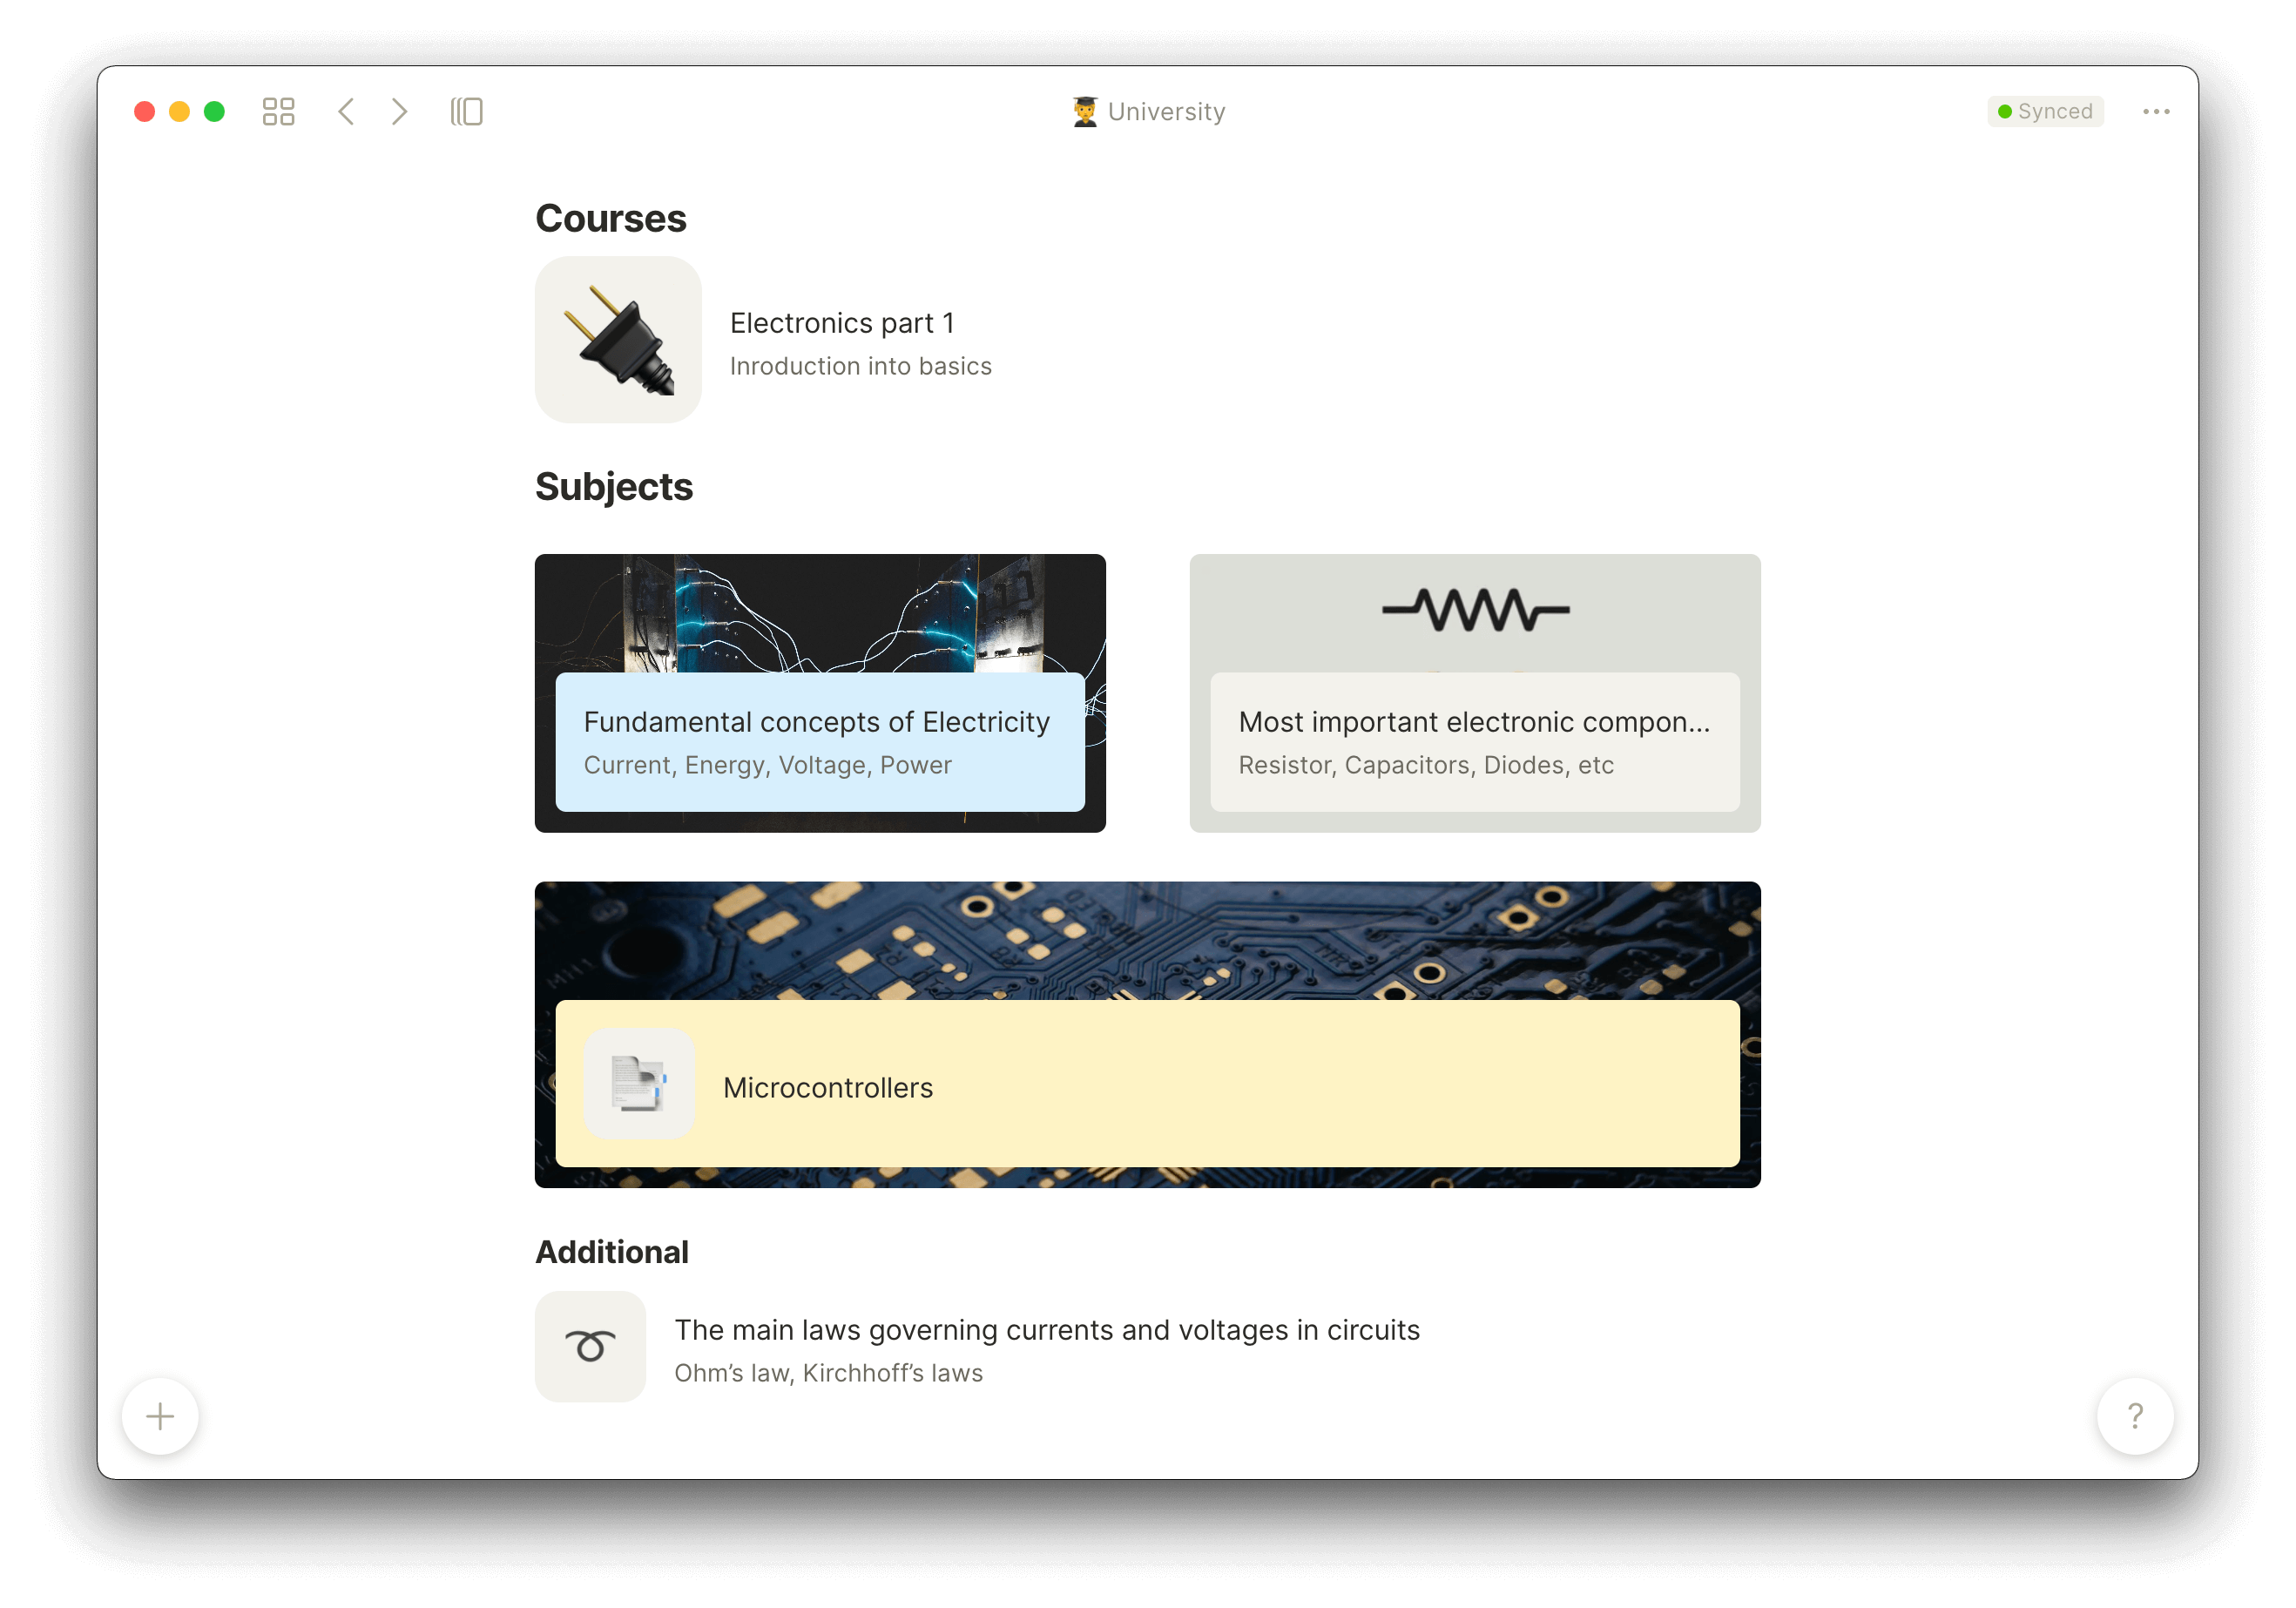 University
Synced
Courses
Electronics part 1
Inroduction into basics
Subjects
Fundamental concepts of Electricity
Current, Energy, Voltage, Power
Most important electronic compon...
Resistor, Capacitors, Diodes, etc
MH1
Microcontrollers
Additional
The main laws governing currents and voltages in circuits
Ohm’s law, Kirchhoff’s laws
?